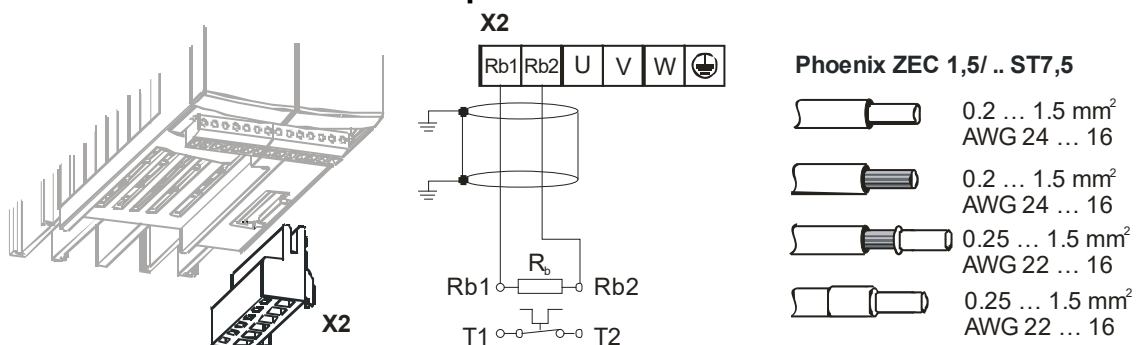 X2
Rb1 Rb2 U V W
Rb1 R_b Rb2
T1 T2
X2
Phoenix ZEC 1,5/ .. ST7,5
0.2 … 1.5 mm²
AWG 24 … 16
0.2 … 1.5 mm²
AWG 24 … 16
0.25 … 1.5 mm²
AWG 22 … 16
0.25 … 1.5 mm²
AWG 22 … 16